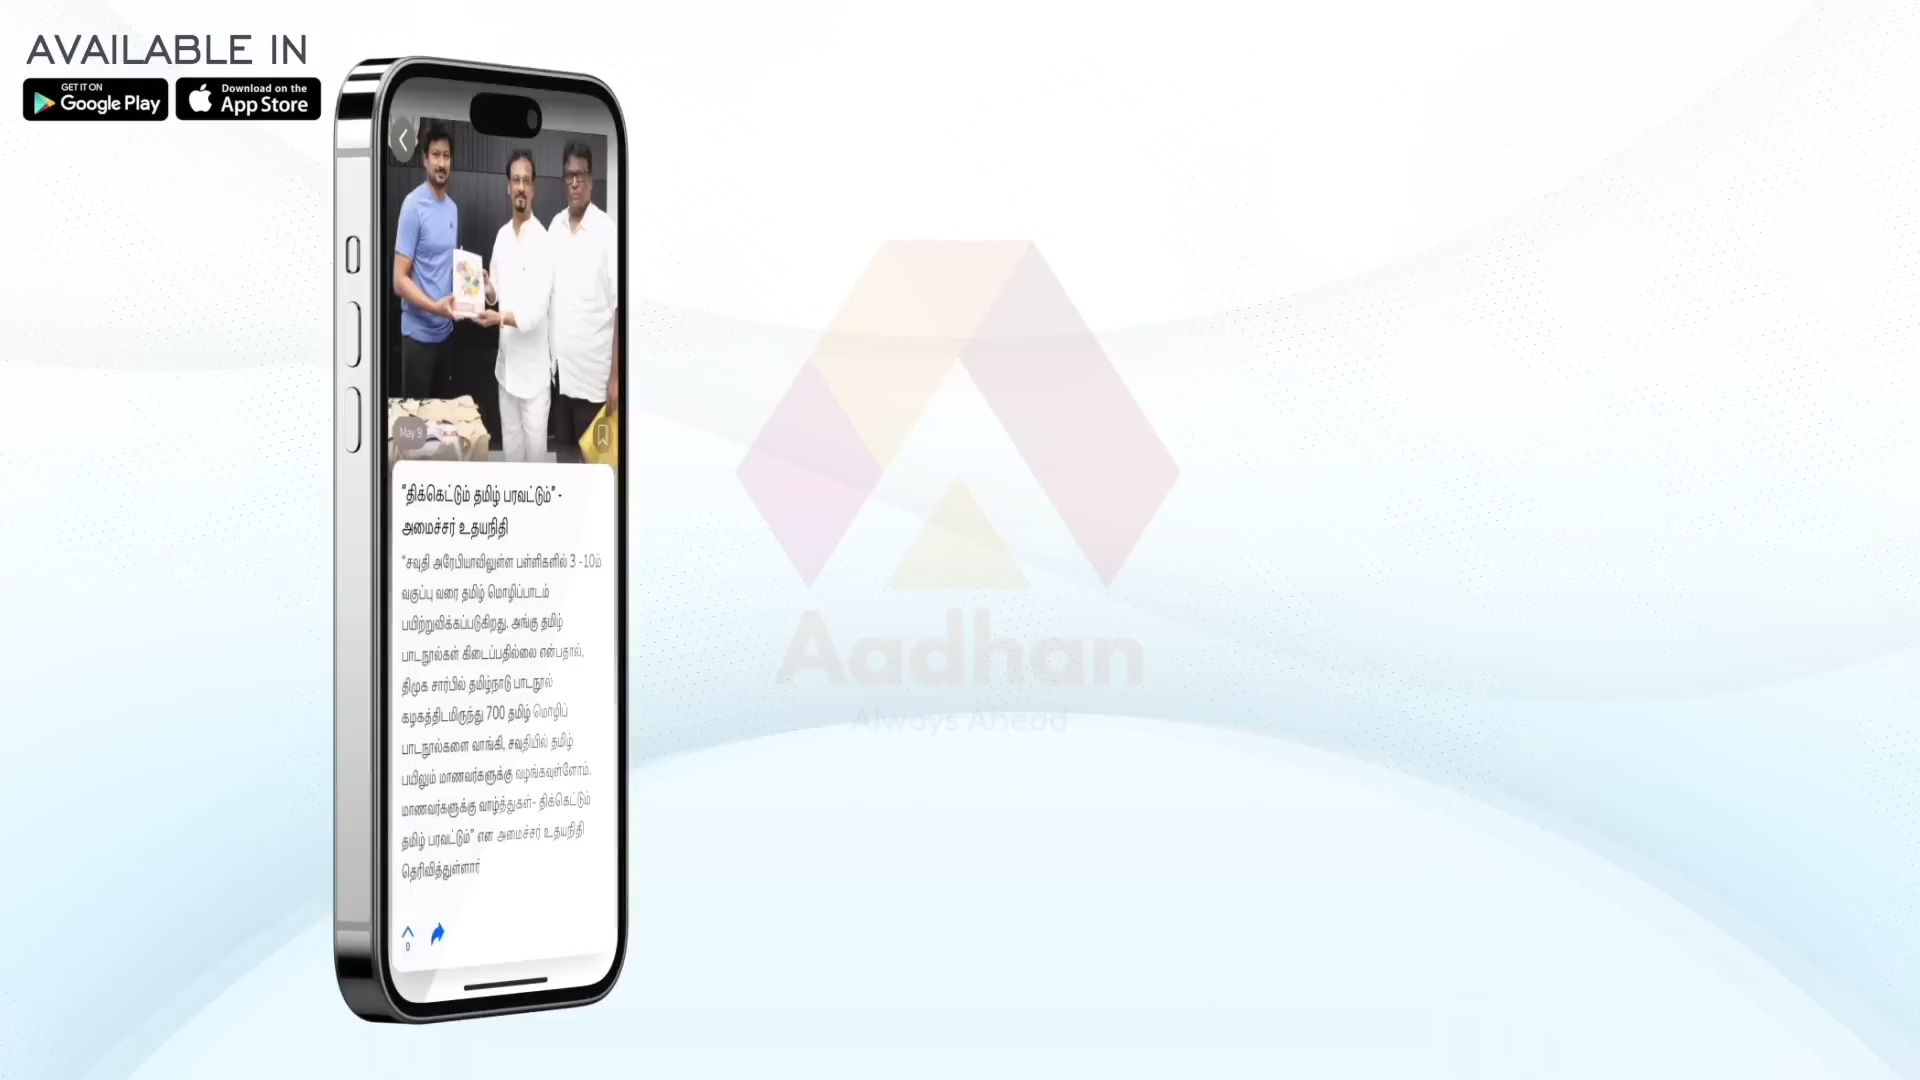 AVAILABLE IN
GET IT ON
Google Play
Download on the
App Store
May 9
"திக்கெட்டும் தமிழ் பரவட்டும்" -
அமைச்சர் உதயநிதி
"சவுதி அரேபியாவிலுள்ள பள்ளிகளில் 3 -10ம்
வகுப்பு வரை தமிழ் மொழிப்பாடம்
பயிற்றுவிக்கப்படுகிறது. அங்கு தமிழ்
பாடநூல்கள் கிடைப்பதில்லை என்பதால்,
திமுக சார்பில் தமிழ்நாடு பாடநூல்
கழகத்திடமிருந்து 700 தமிழ் மொழிப்
பாடநூல்களை வாங்கி, சவுதியில் தமிழ்
பயிலும் மாணவர்களுக்கு வழங்கவுள்ளோம்.
மாணவர்களுக்கு வாழ்த்துகள்- திக்கெட்டும்
தமிழ் பரவட்டும்" என அமைச்சர் உதயநிதி
தெரிவித்துள்ளார்
0
Aadhan
Always Ahead